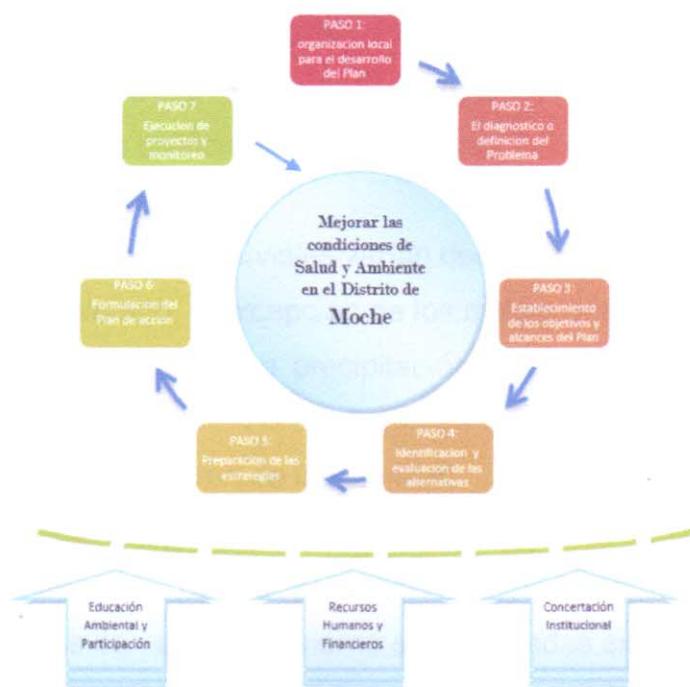 PASO 1:
organizacion local
para el desarrollo
del Plan
PASO 2:
El diagnostico o
definicion del
Problema
PASO 3:
Establecimiento
de los objetivos y
alcances del Plan
PASO 4:
Identificacion y
evaluacion de las
alternativas
PASO 5:
Preparacion de las
estrategias
PASO 6:
Formulacion del
Plan de accion
PASO 7
Ejecucion de
proyectos y
monitoreo
Mejorar las
condiciones de
Salud y Ambiente
en el Distrito de
Moche
Educación
Ambiental y
Participación
Recursos
Humanos y
Financieros
Concertación
Institucional